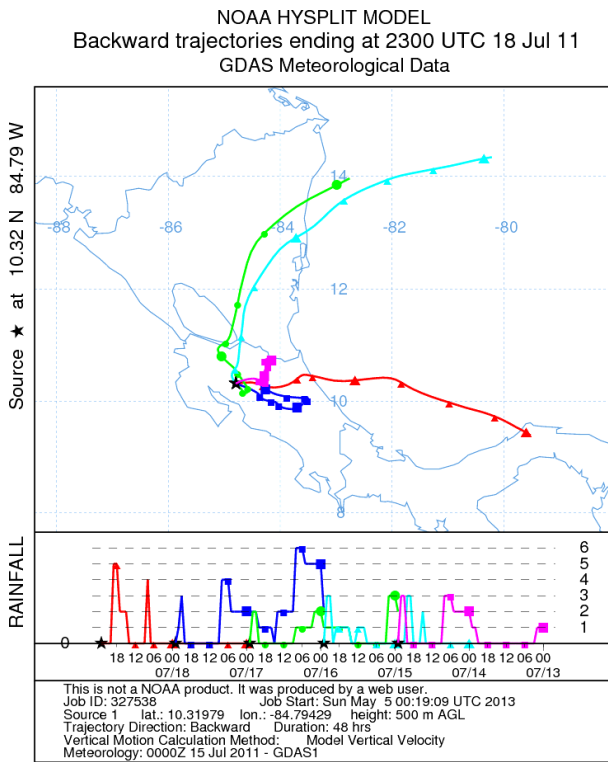 NOAA HYSPLIT MODEL
Backward trajectories ending at 2300 UTC 18 Jul 11
GDAS Meteorological Data
Source ★ at 10.32 N 84.79 W
14
-88 -86 -84 -82 -80
12
10
8
RAINFALL
6
5
4
3
2
1
0
18 12 06 00 18 12 06 00 18 12 06 00 18 12 06 00 18 12 06 00 18 12 06 00
07/18 07/17 07/16 07/15 07/14 07/13
This is not a NOAA product. It was produced by a web user.
Job ID: 327538 Job Start: Sun May 5 00:19:09 UTC 2013
Source 1 lat.: 10.31979 lon.: -84.79429 height: 500 m AGL
Trajectory Direction: Backward Duration: 48 hrs
Vertical Motion Calculation Method: Model Vertical Velocity
Meteorology: 0000Z 15 Jul 2011 - GDAS1